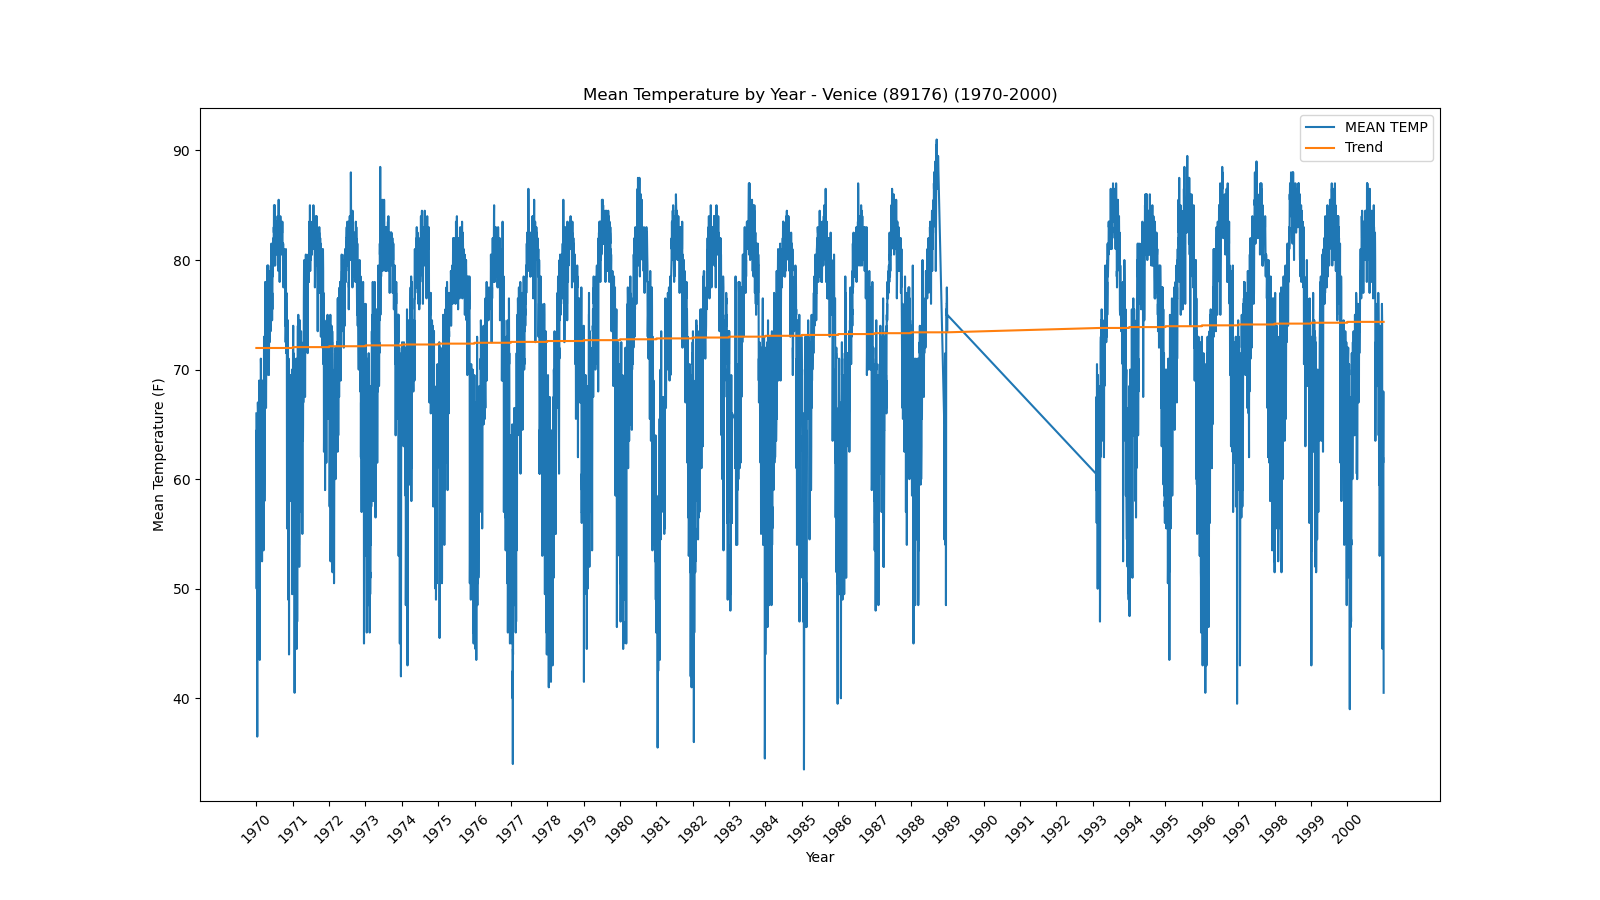 Mean Temperature by Year - Venice (89176) (1970-2000)
MEAN TEMP
Trend
90
80
70
60
50
40
Mean Temperature (F)
1970 1971 1972 1973 1974 1975 1976 1977 1978 1979 1980 1981 1982 1983 1984 1985 1986 1987 1988 1989 1990 1991 1992 1993 1994 1995 1996 1997 1998 1999 2000
Year